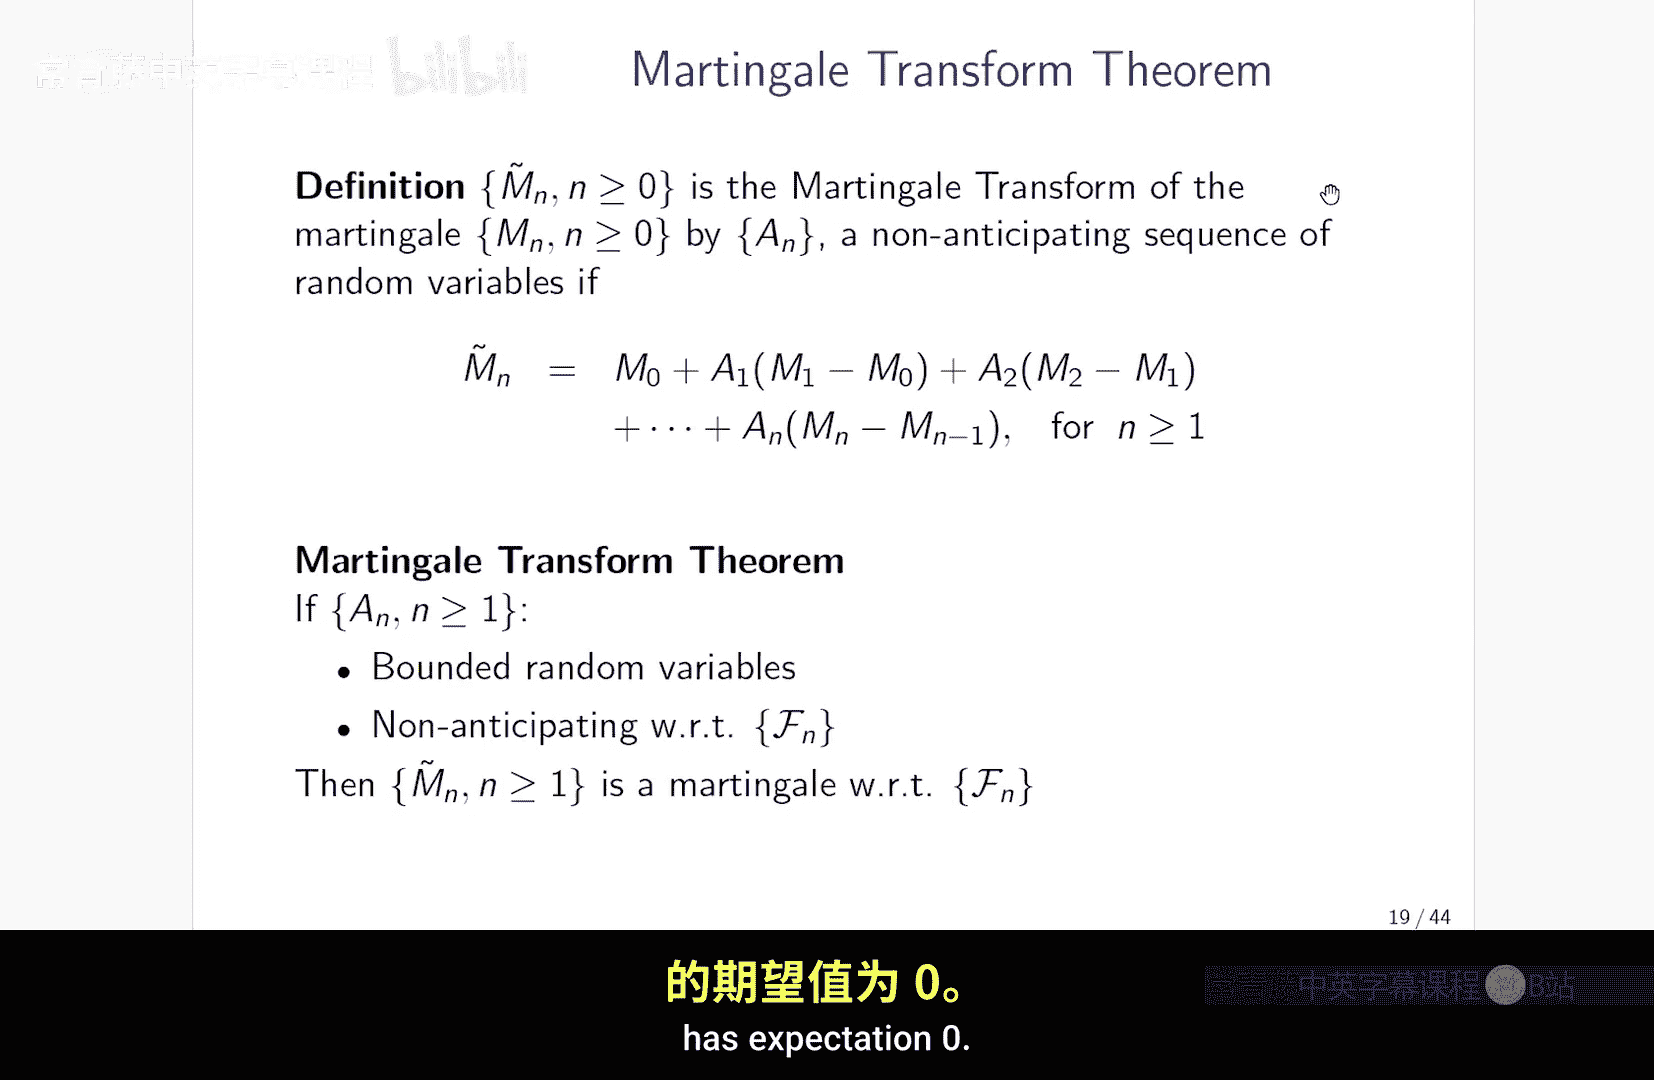 bilibili
Martingale Transform Theorem
Definition {M̃ₙ, n ≥ 0} is the Martingale Transform of the
martingale {Mₙ, n ≥ 0} by {Aₙ}, a non-anticipating sequence of
random variables if
M̃ₙ = M₀ + A₁(M₁ − M₀) + A₂(M₂ − M₁)
+ ··· + Aₙ(Mₙ − Mₙ₋₁), for n ≥ 1
Martingale Transform Theorem
If {Aₙ, n ≥ 1}:
• Bounded random variables
• Non-anticipating w.r.t. {ℱₙ}
Then {M̃ₙ, n ≥ 1} is a martingale w.r.t. {ℱₙ}
19 / 44
的期望值为 0。
中英字幕课程 B站
has expectation 0.